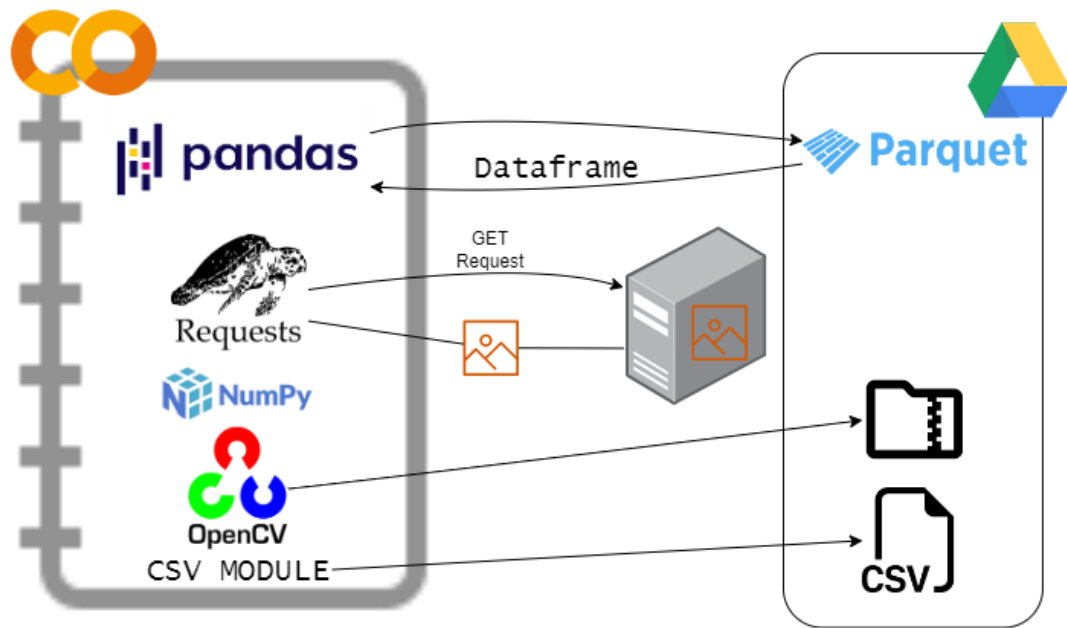 pandas
Parquet
Dataframe
GET
Request
Requests
NumPy
OpenCV
CSV MODULE
CSV